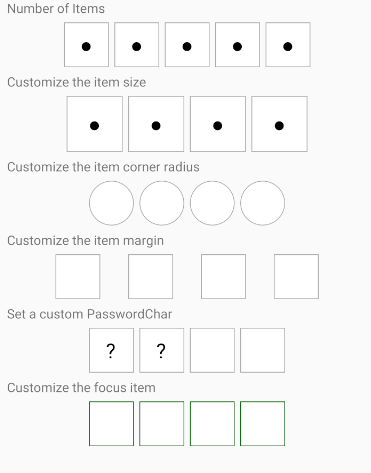 Number of Items
Customize the item size
Customize the item corner radius
Customize the item margin
Set a custom PasswordChar
? ?
Customize the focus item